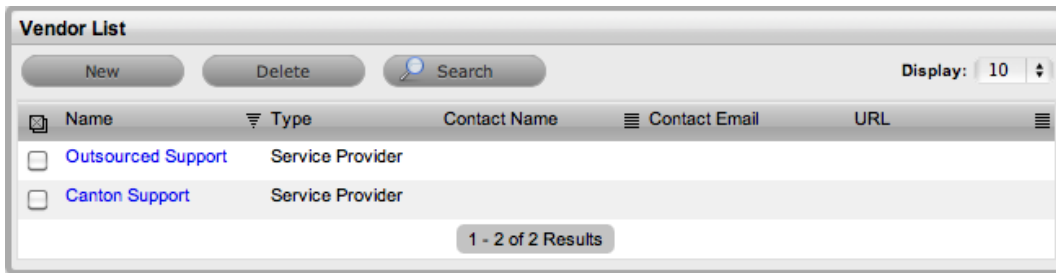 Vendor List
New Delete Search Display: 10
Name Type Contact Name Contact Email URL
Outsourced Support Service Provider
Canton Support Service Provider
1 - 2 of 2 Results